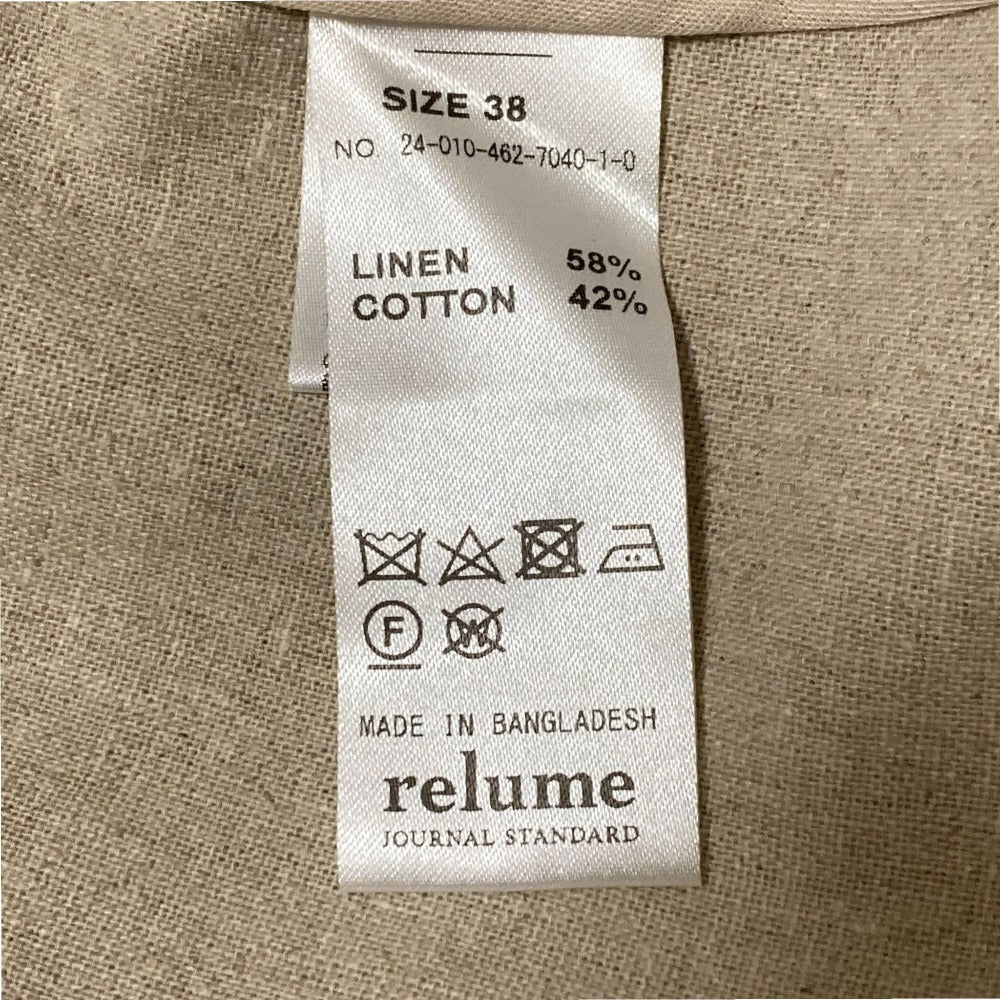 SIZE 38
NO. 24-010-462-7040-1-0
LINEN 58%
COTTON 42%
F W
MADE IN BANGLADESH
relume
JOURNAL STANDARD